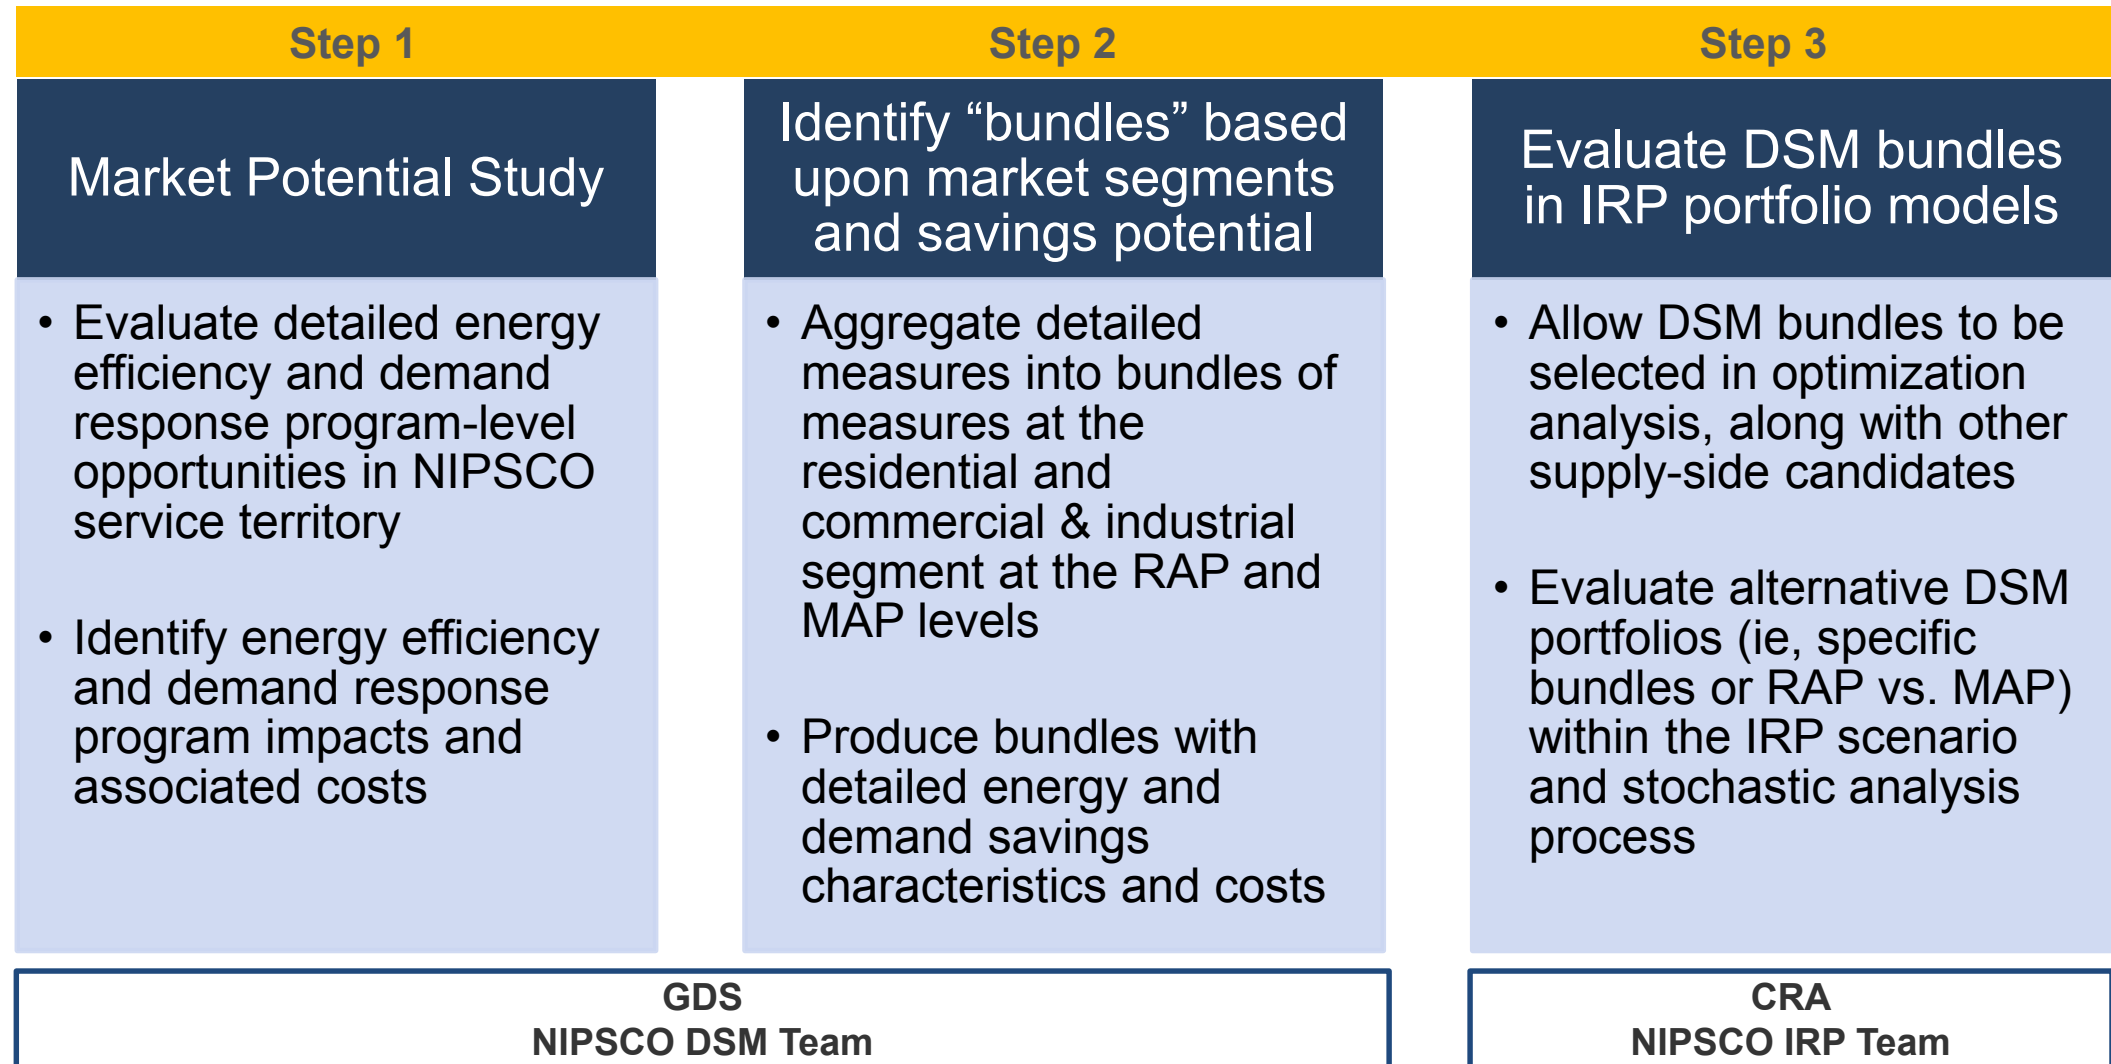 Step 1
Step 2
Step 3
Market Potential Study
Identify “bundles” based
upon market segments
and savings potential
Evaluate DSM bundles
in IRP portfolio models
• Evaluate detailed energy
efficiency and demand
response program-level
opportunities in NIPSCO
service territory
• Identify energy efficiency
and demand response
program impacts and
associated costs
• Aggregate detailed
measures into bundles of
measures at the
residential and
commercial & industrial
segment at the RAP and
MAP levels
• Produce bundles with
detailed energy and
demand savings
characteristics and costs
• Allow DSM bundles to be
selected in optimization
analysis, along with other
supply-side candidates
• Evaluate alternative DSM
portfolios (ie, specific
bundles or RAP vs. MAP)
within the IRP scenario
and stochastic analysis
process
GDS
NIPSCO DSM Team
CRA
NIPSCO IRP Team